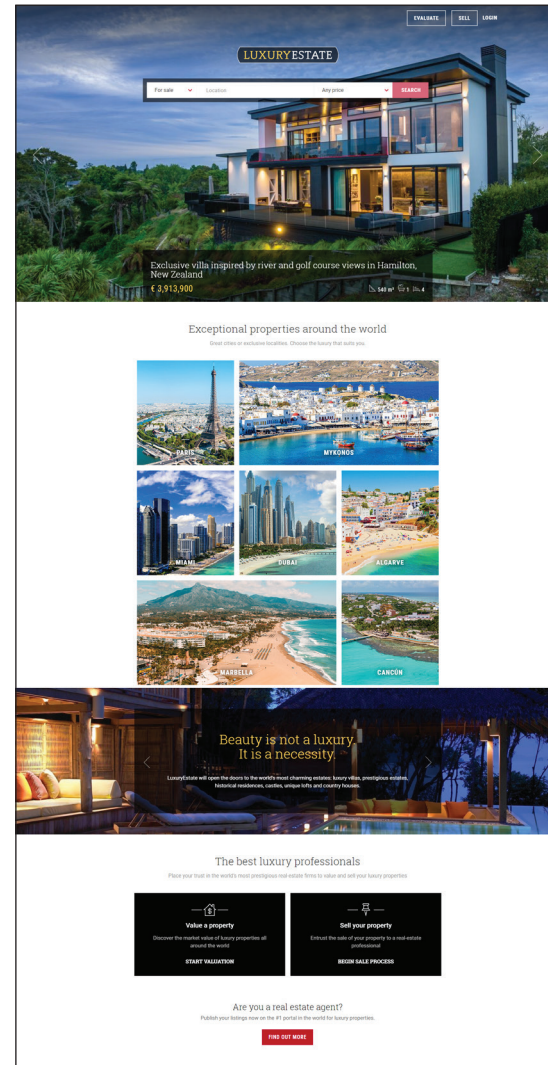 EVALUATE SELL LOGIN
LUXURYESTATE
For sale Location Any price SEARCH
Exclusive villa inspired by river and golf course views in Hamilton,
New Zealand
€ 3,913,900 540 m² 1 4
Exceptional properties around the world
Great cities or exclusive localities. Choose the luxury that suits you.
PARIS MYKONOS
MIAMI DUBAI ALGARVE
MARBELLA CANCÚN
Beauty is not a luxury.
It is a necessity.
LuxuryEstate will open the doors to the world's most charming estates: luxury villas, prestigious estates,
historical residences, castles, unique lofts and country houses.
The best luxury professionals
Place your trust in the world's most prestigious real estate firms to value and sell your luxury properties
Value a property
Discover the market value of luxury properties all
around the world
START VALUATION
Sell your property
Entrust the sale of your property to a real-estate
professional
BEGIN SALE PROCESS
Are you a real estate agent?
Publish your listings now on the #1 portal in the world for luxury properties.
FIND OUT MORE